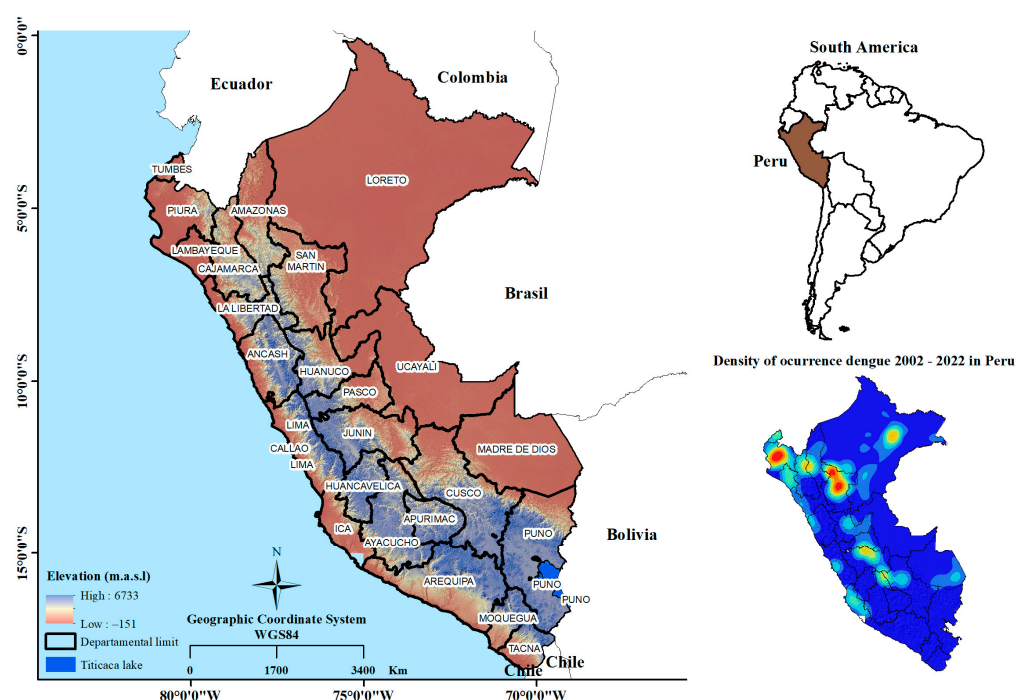 0°0'0"
5°0'0"S
10°0'0"S
15°0'0"S
80°0'0"W
75°0'0"W
70°0'0"W
Ecuador
Colombia
Brasil
Bolivia
Chile
Chile
TUMBES
LORETO
PIURA
AMAZONAS
LAMBAYEQUE
SAN
MARTIN
CAJAMARCA
LA LIBERTAD
ANCASH
UCAYALI
HUANUCO
PASCO
LIMA
JUNIN
CALLAO
LIMA
MADRE DE DIOS
HUANCAVELICA
CUSCO
APURIMAC
ICA
AYACUCHO
PUNO
AREQUIPA
PUNO
PUNO
MOQUEGUA
TACNA
N
Elevation (m.a.s.l)
High : 6733
Low : –151
Departamental limit
Titicaca lake
Geographic Coordinate System
WGS84
0 1700 3400 Km
South America
Peru
Density of ocurrence dengue 2002 - 2022 in Peru